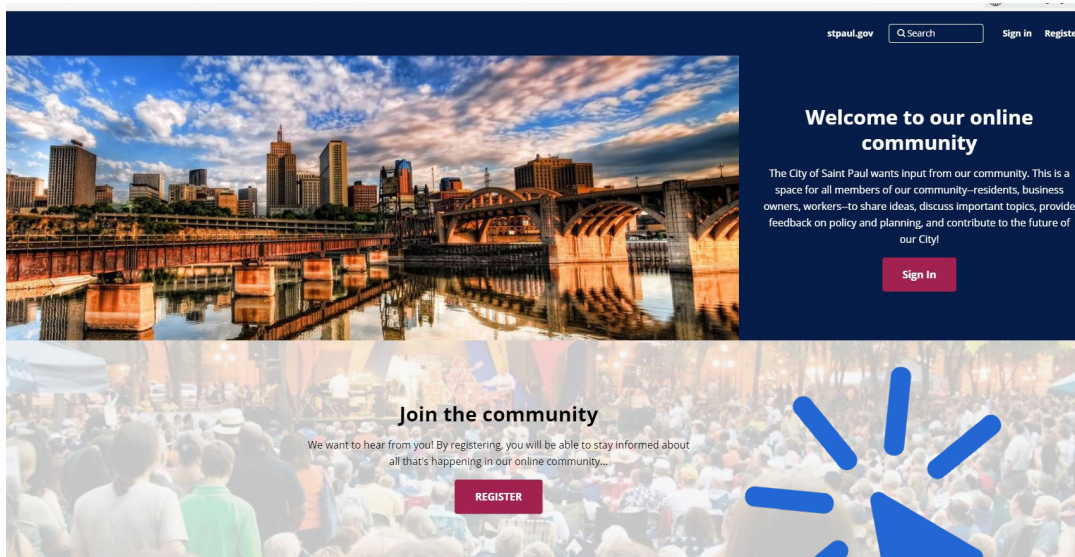 stpaul.gov Search Sign in Registe
Welcome to our online
community
The City of Saint Paul wants input from our community. This is a
space for all members of our community--residents, business
owners, workers--to share ideas, discuss important topics, provide
feedback on policy and planning, and contribute to the future of
our City!
Sign In
Join the community
We want to hear from you! By registering, you will be able to stay informed about
all that's happening in our online community...
REGISTER